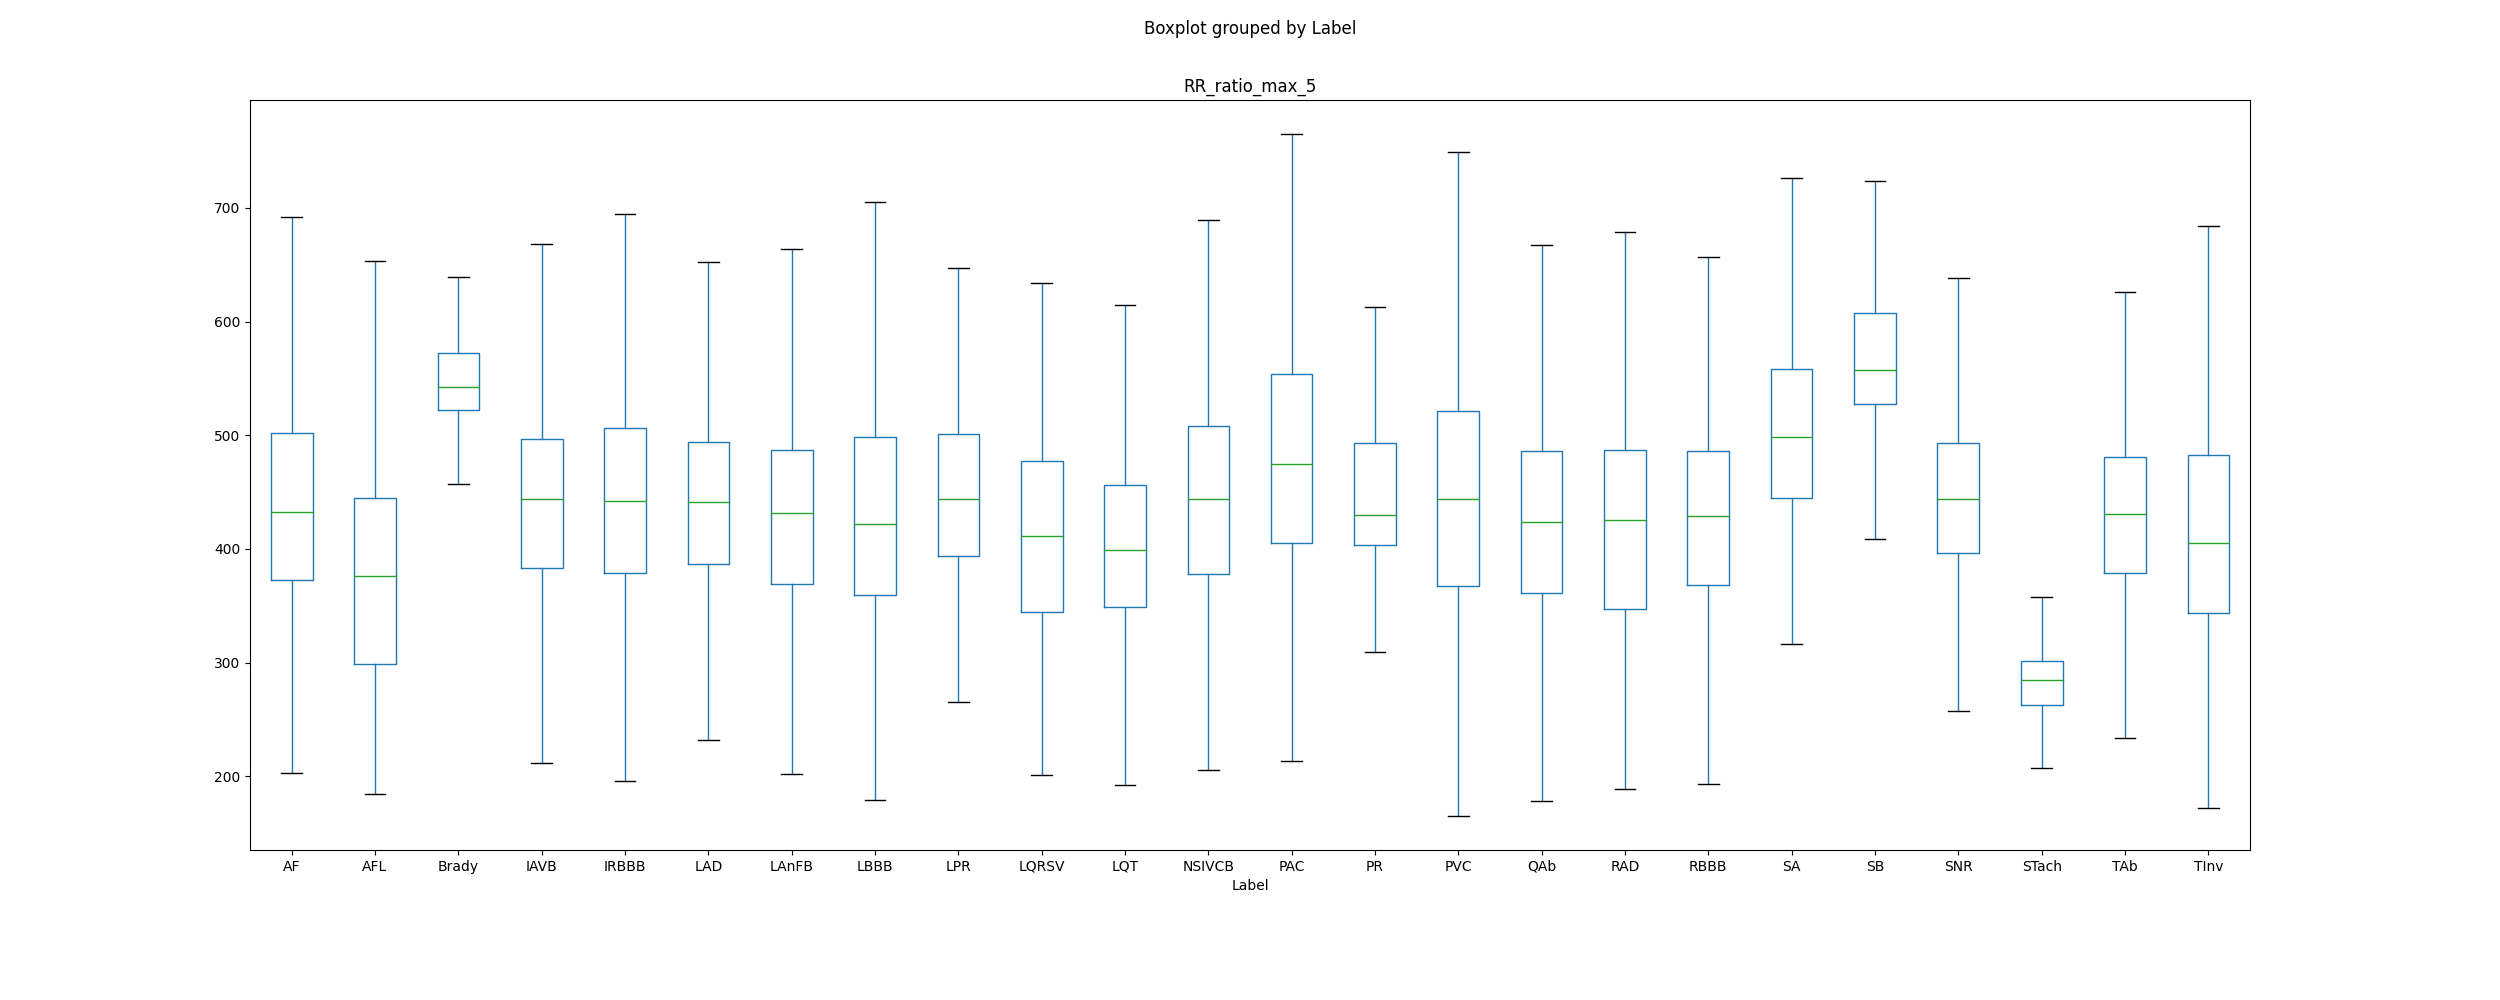 Boxplot grouped by Label
RR_ratio_max_5
700
600
500
400
300
200
AF AFL Brady IAVB IRBBB LAD LAnFB LBBB LPR LQRSV LQT NSIVCB PAC PR PVC QAb RAD RBBB SA SB SNR STach TAb TInv
Label